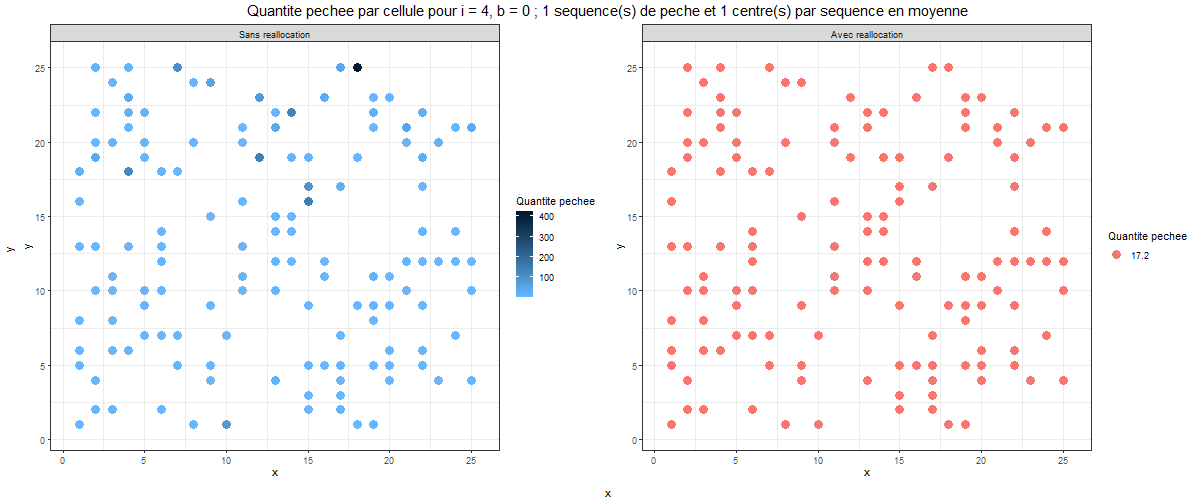 Quantite pechee par cellule pour i = 4, b = 0 ; 1 sequence(s) de peche et 1 centre(s) par sequence en moyenne
Sans reallocation
Avec reallocation
25
20
15
10
5
0
y
y
0 5 10 15 20 25
x
Quantite pechee
400
300
200
100
25
20
15
10
5
0
y
0 5 10 15 20 25
x
Quantite pechee
17.2
x